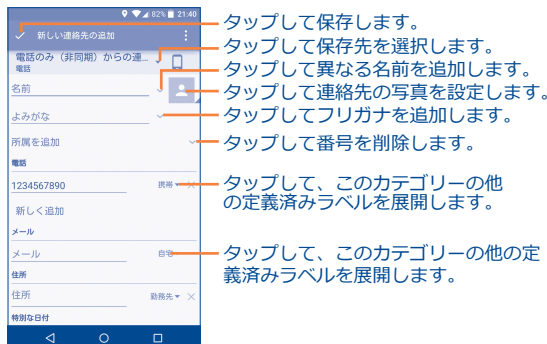 82% 21:40
新しい連絡先の追加
電話のみ（非同期）からの連...
電話
名前
よみがな
所属を追加
電話
1234567890 携帯
新しく追加
メール
メール 自宅
住所
住所 勤務先
特別な日付
タップして保存します。
タップして保存先を選択します。
タップして異なる名前を追加します。
タップして連絡先の写真を設定します。
タップしてフリガナを追加します。
タップして番号を削除します。
タップして、このカテゴリーの他
の定義済みラベルを展開します。
タップして、このカテゴリーの他の定
義済みラベルを展開します。